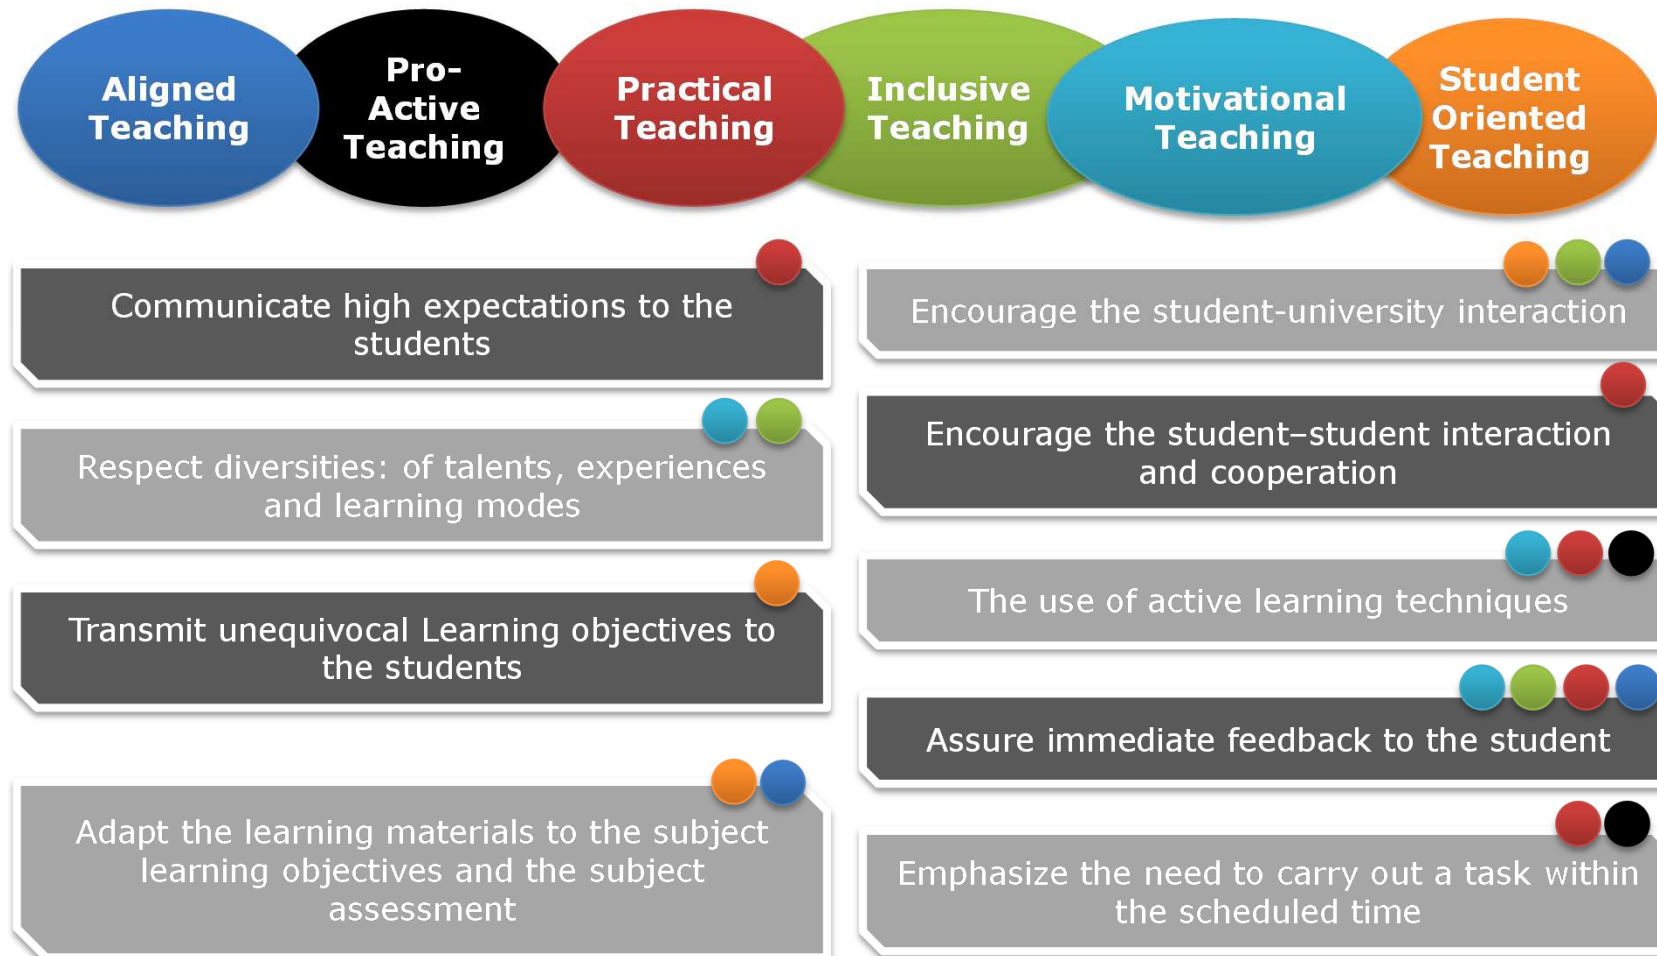 Aligned
Teaching
Pro-
Active
Teaching
Practical
Teaching
Inclusive
Teaching
Motivational
Teaching
Student
Oriented
Teaching
Communicate high expectations to the
students
Respect diversities: of talents, experiences
and learning modes
Transmit unequivocal Learning objectives to
the students
Adapt the learning materials to the subject
learning objectives and the subject
assessment
Encourage the student-university interaction
Encourage the student–student interaction
and cooperation
The use of active learning techniques
Assure immediate feedback to the student
Emphasize the need to carry out a task within
the scheduled time